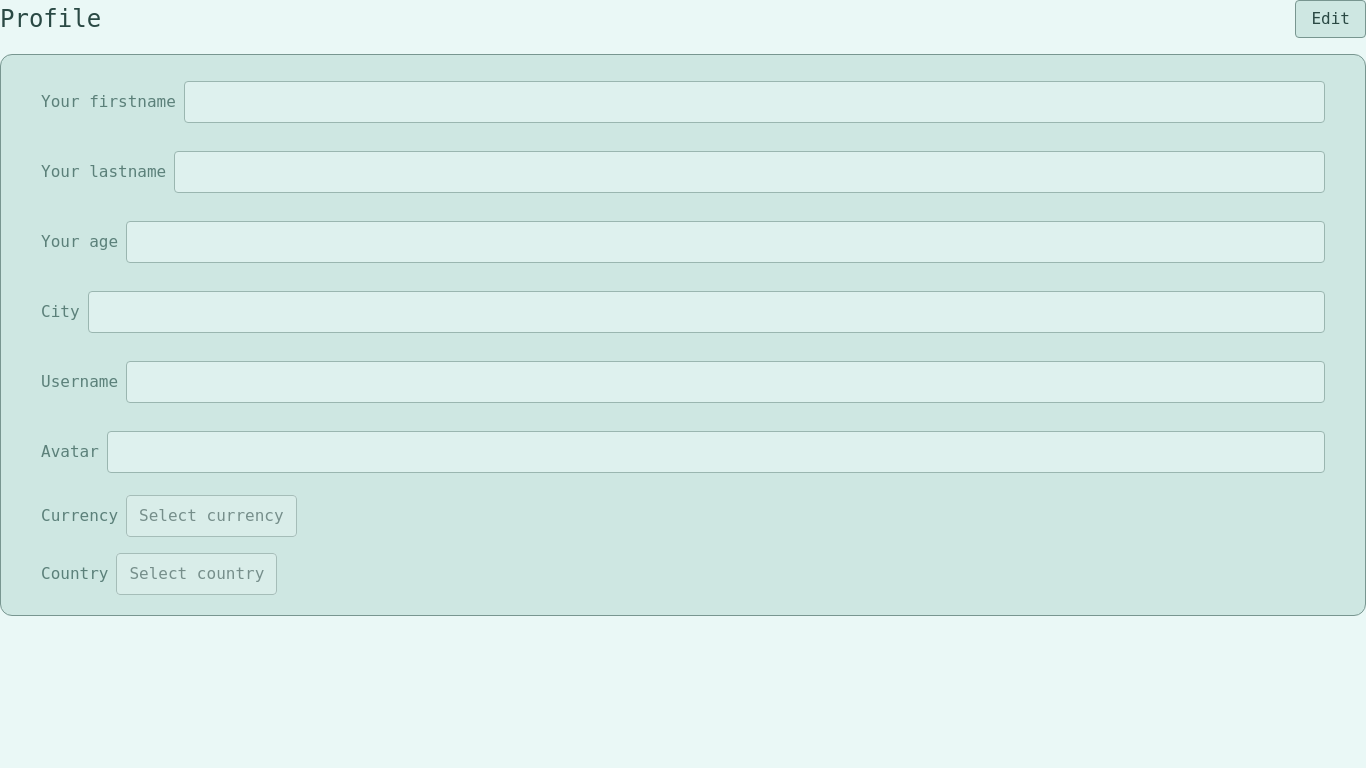 Profile
Edit
Your firstname
Your lastname
Your age
City
Username
Avatar
Currency Select currency
Country Select country